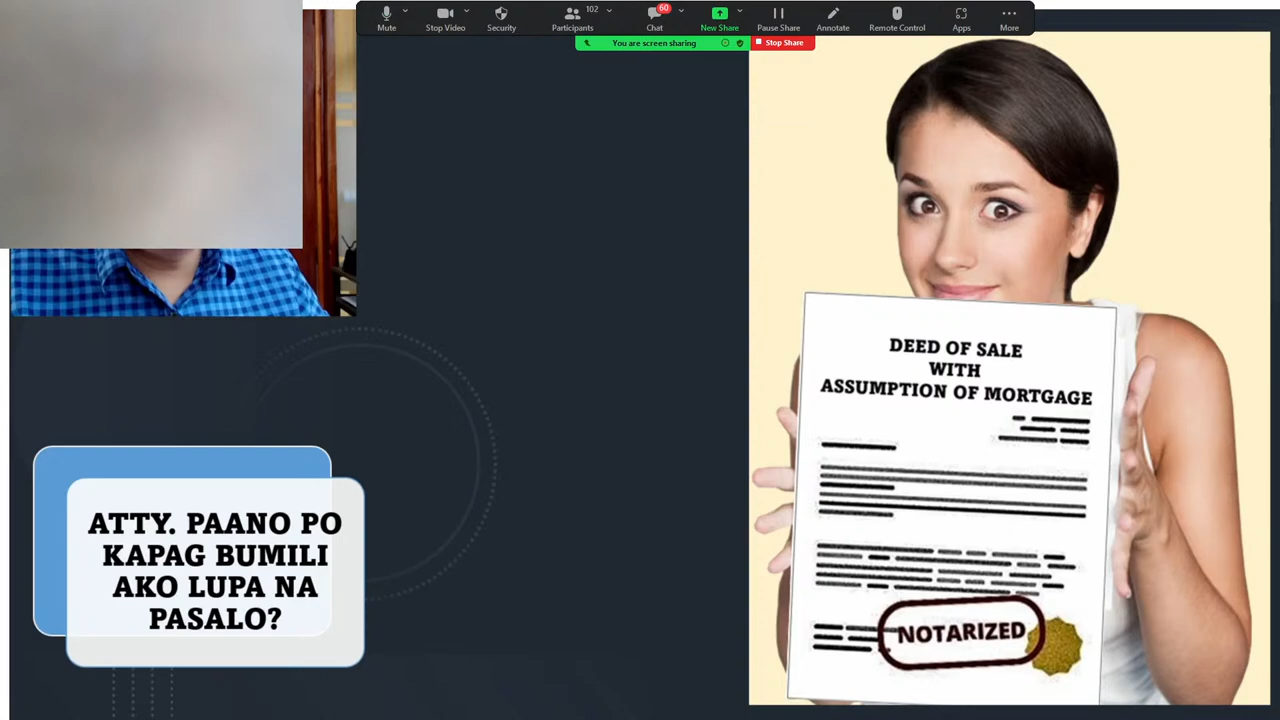 Mute
Stop Video
Security
Participants
102
Chat
60
New Share
Pause Share
Annotate
Remote Control
Apps
More
You are screen sharing
Stop Share
DEED OF SALE
WITH
ASSUMPTION OF MORTGAGE
NOTARIZED
ATTY. PAANO PO
KAPAG BUMILI
AKO LUPA NA
PASALO?